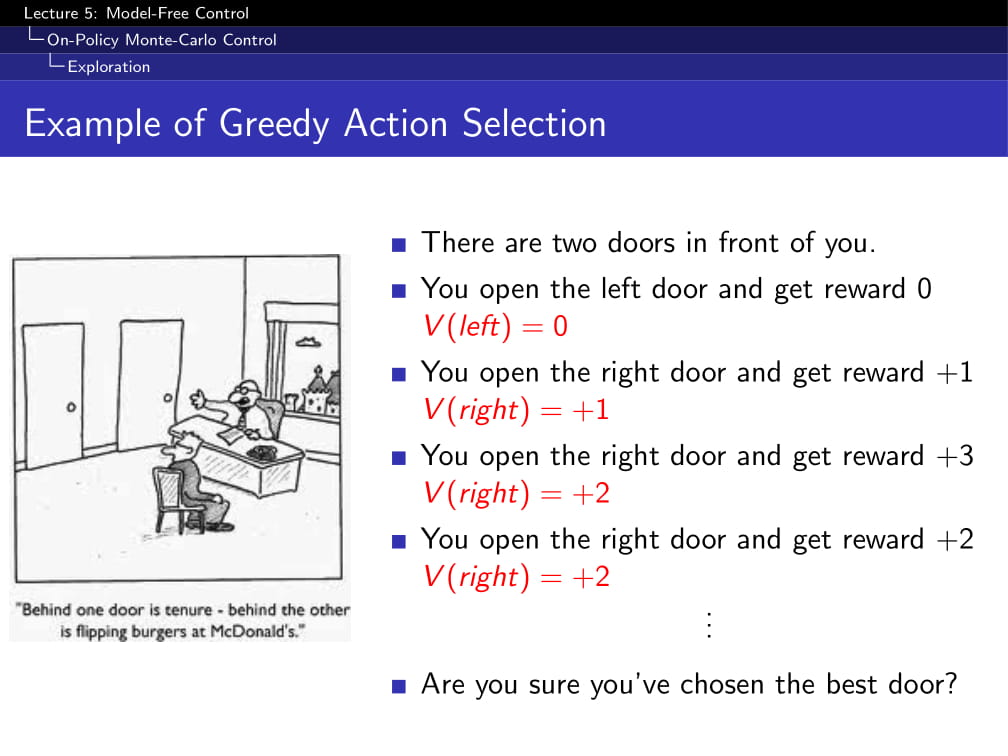 Lecture 5: Model-Free Control
On-Policy Monte-Carlo Control
Exploration
Example of Greedy Action Selection
There are two doors in front of you.
You open the left door and get reward 0
V(left) = 0
You open the right door and get reward +1
V(right) = +1
You open the right door and get reward +3
V(right) = +2
You open the right door and get reward +2
V(right) = +2
⋮
Are you sure you've chosen the best door?
"Behind one door is tenure - behind the other
is flipping burgers at McDonald's."